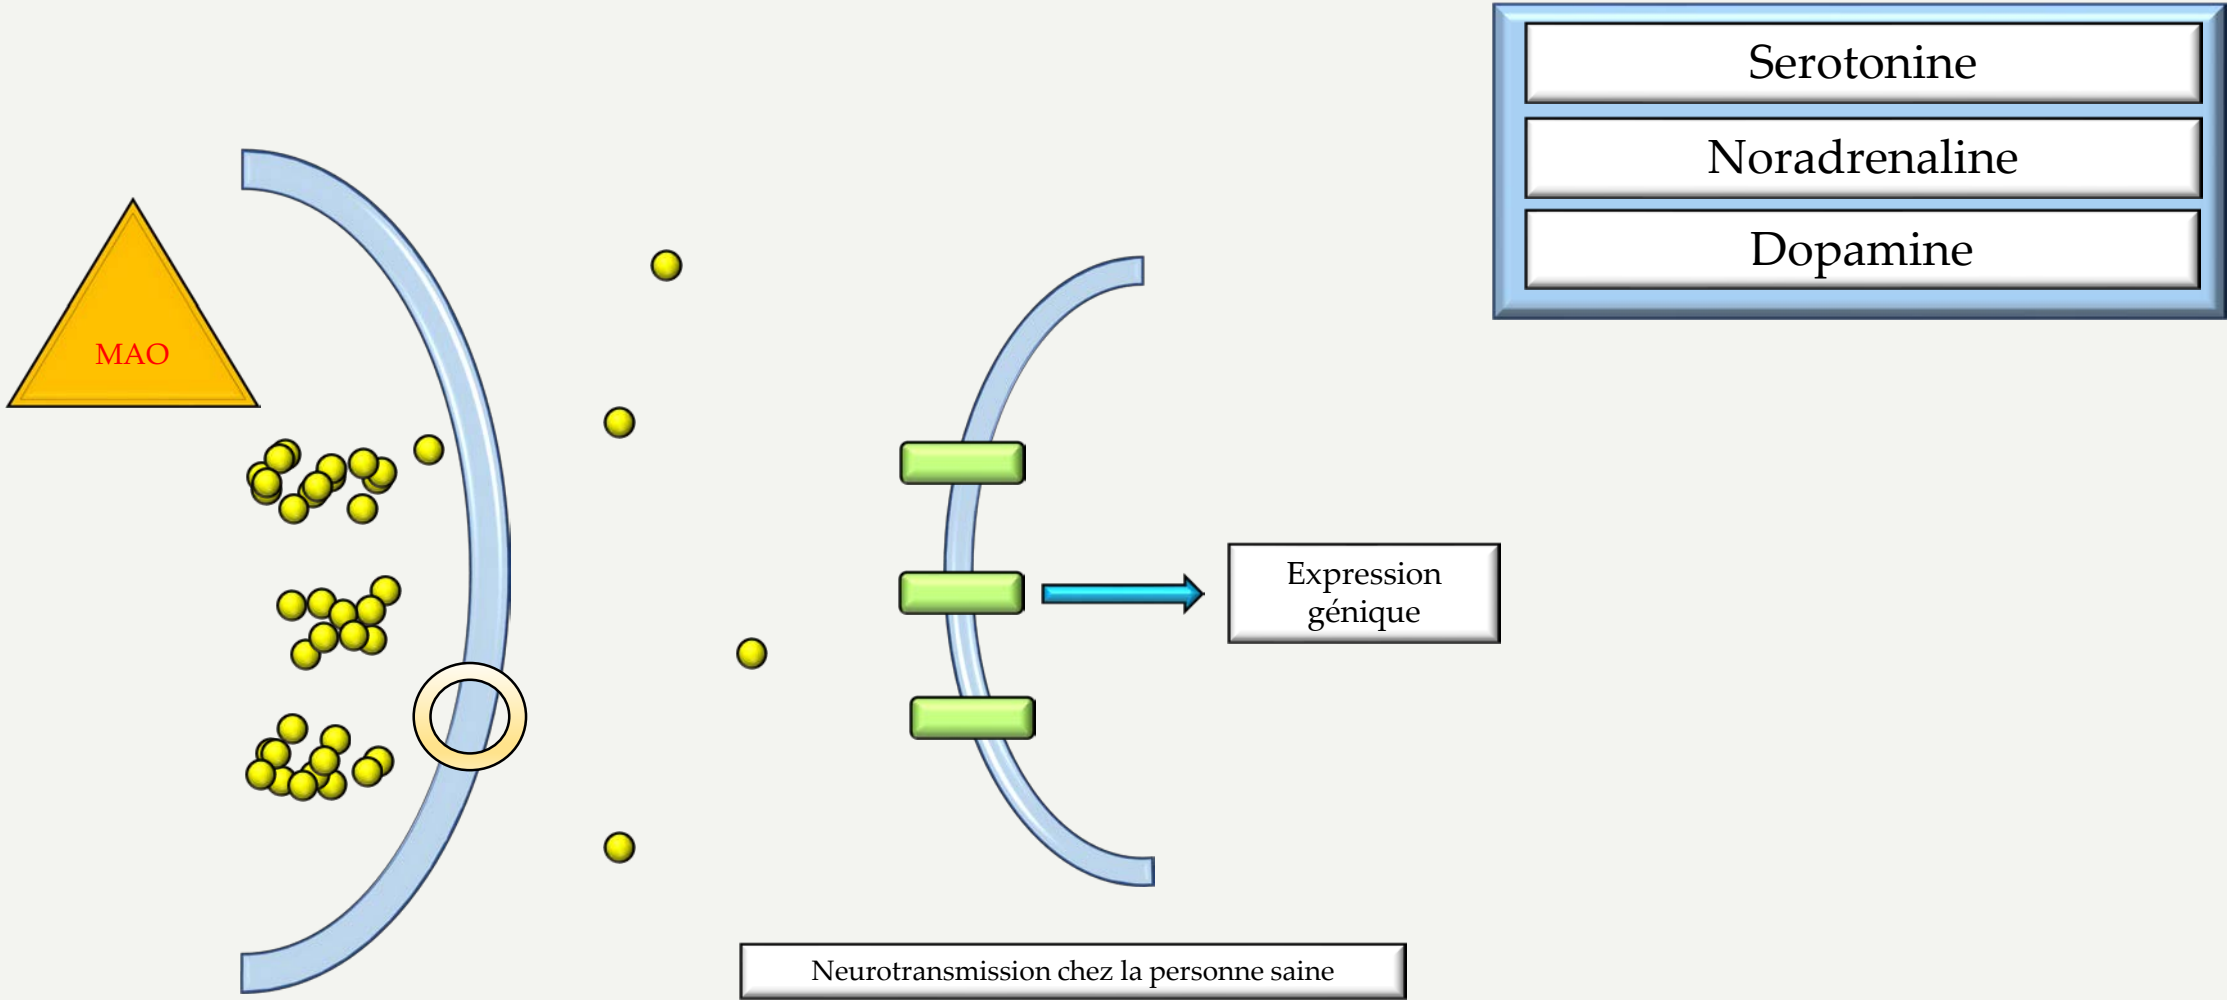 Serotonine
Noradrenaline
Dopamine
MAO
Expression
génique
Neurotransmission chez la personne saine